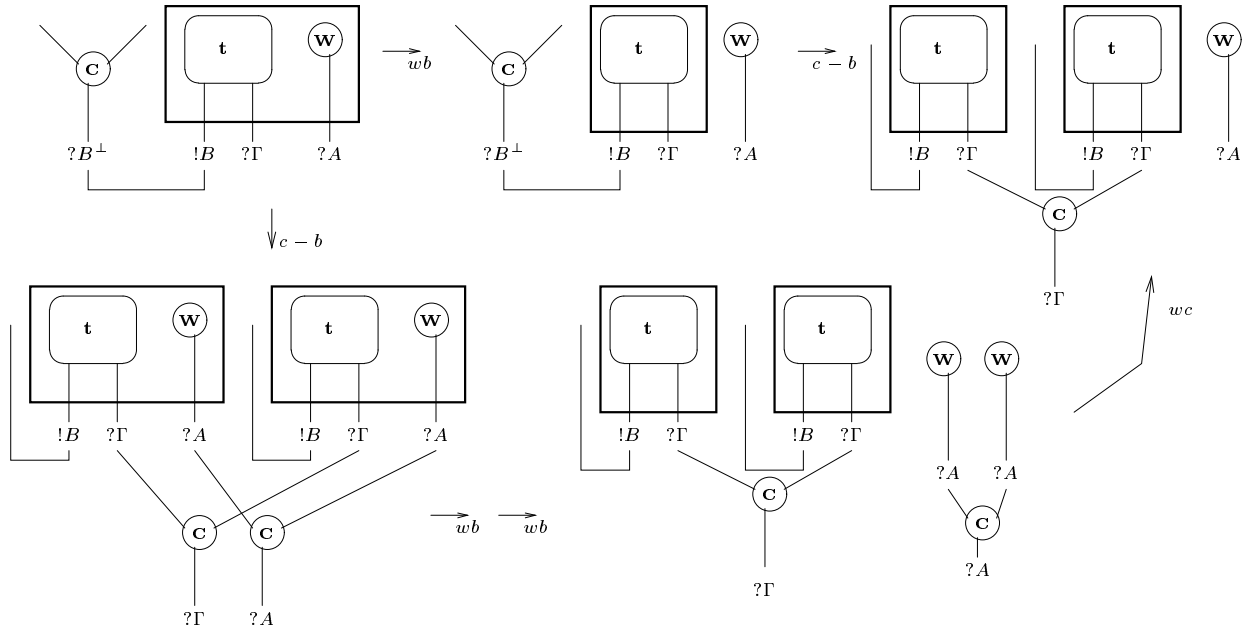 C t W wb C t W c − b t t W
?B⊥ !B ?Γ ?A ?B⊥ !B ?Γ ?A !B ?Γ !B ?Γ ?A
C
c − b
?Γ
wc
t W t W t t W W
!B ?Γ ?A !B ?Γ ?A !B ?Γ !B ?Γ
?A ?A
C
C C wb wb C
?A
?Γ
?Γ ?A